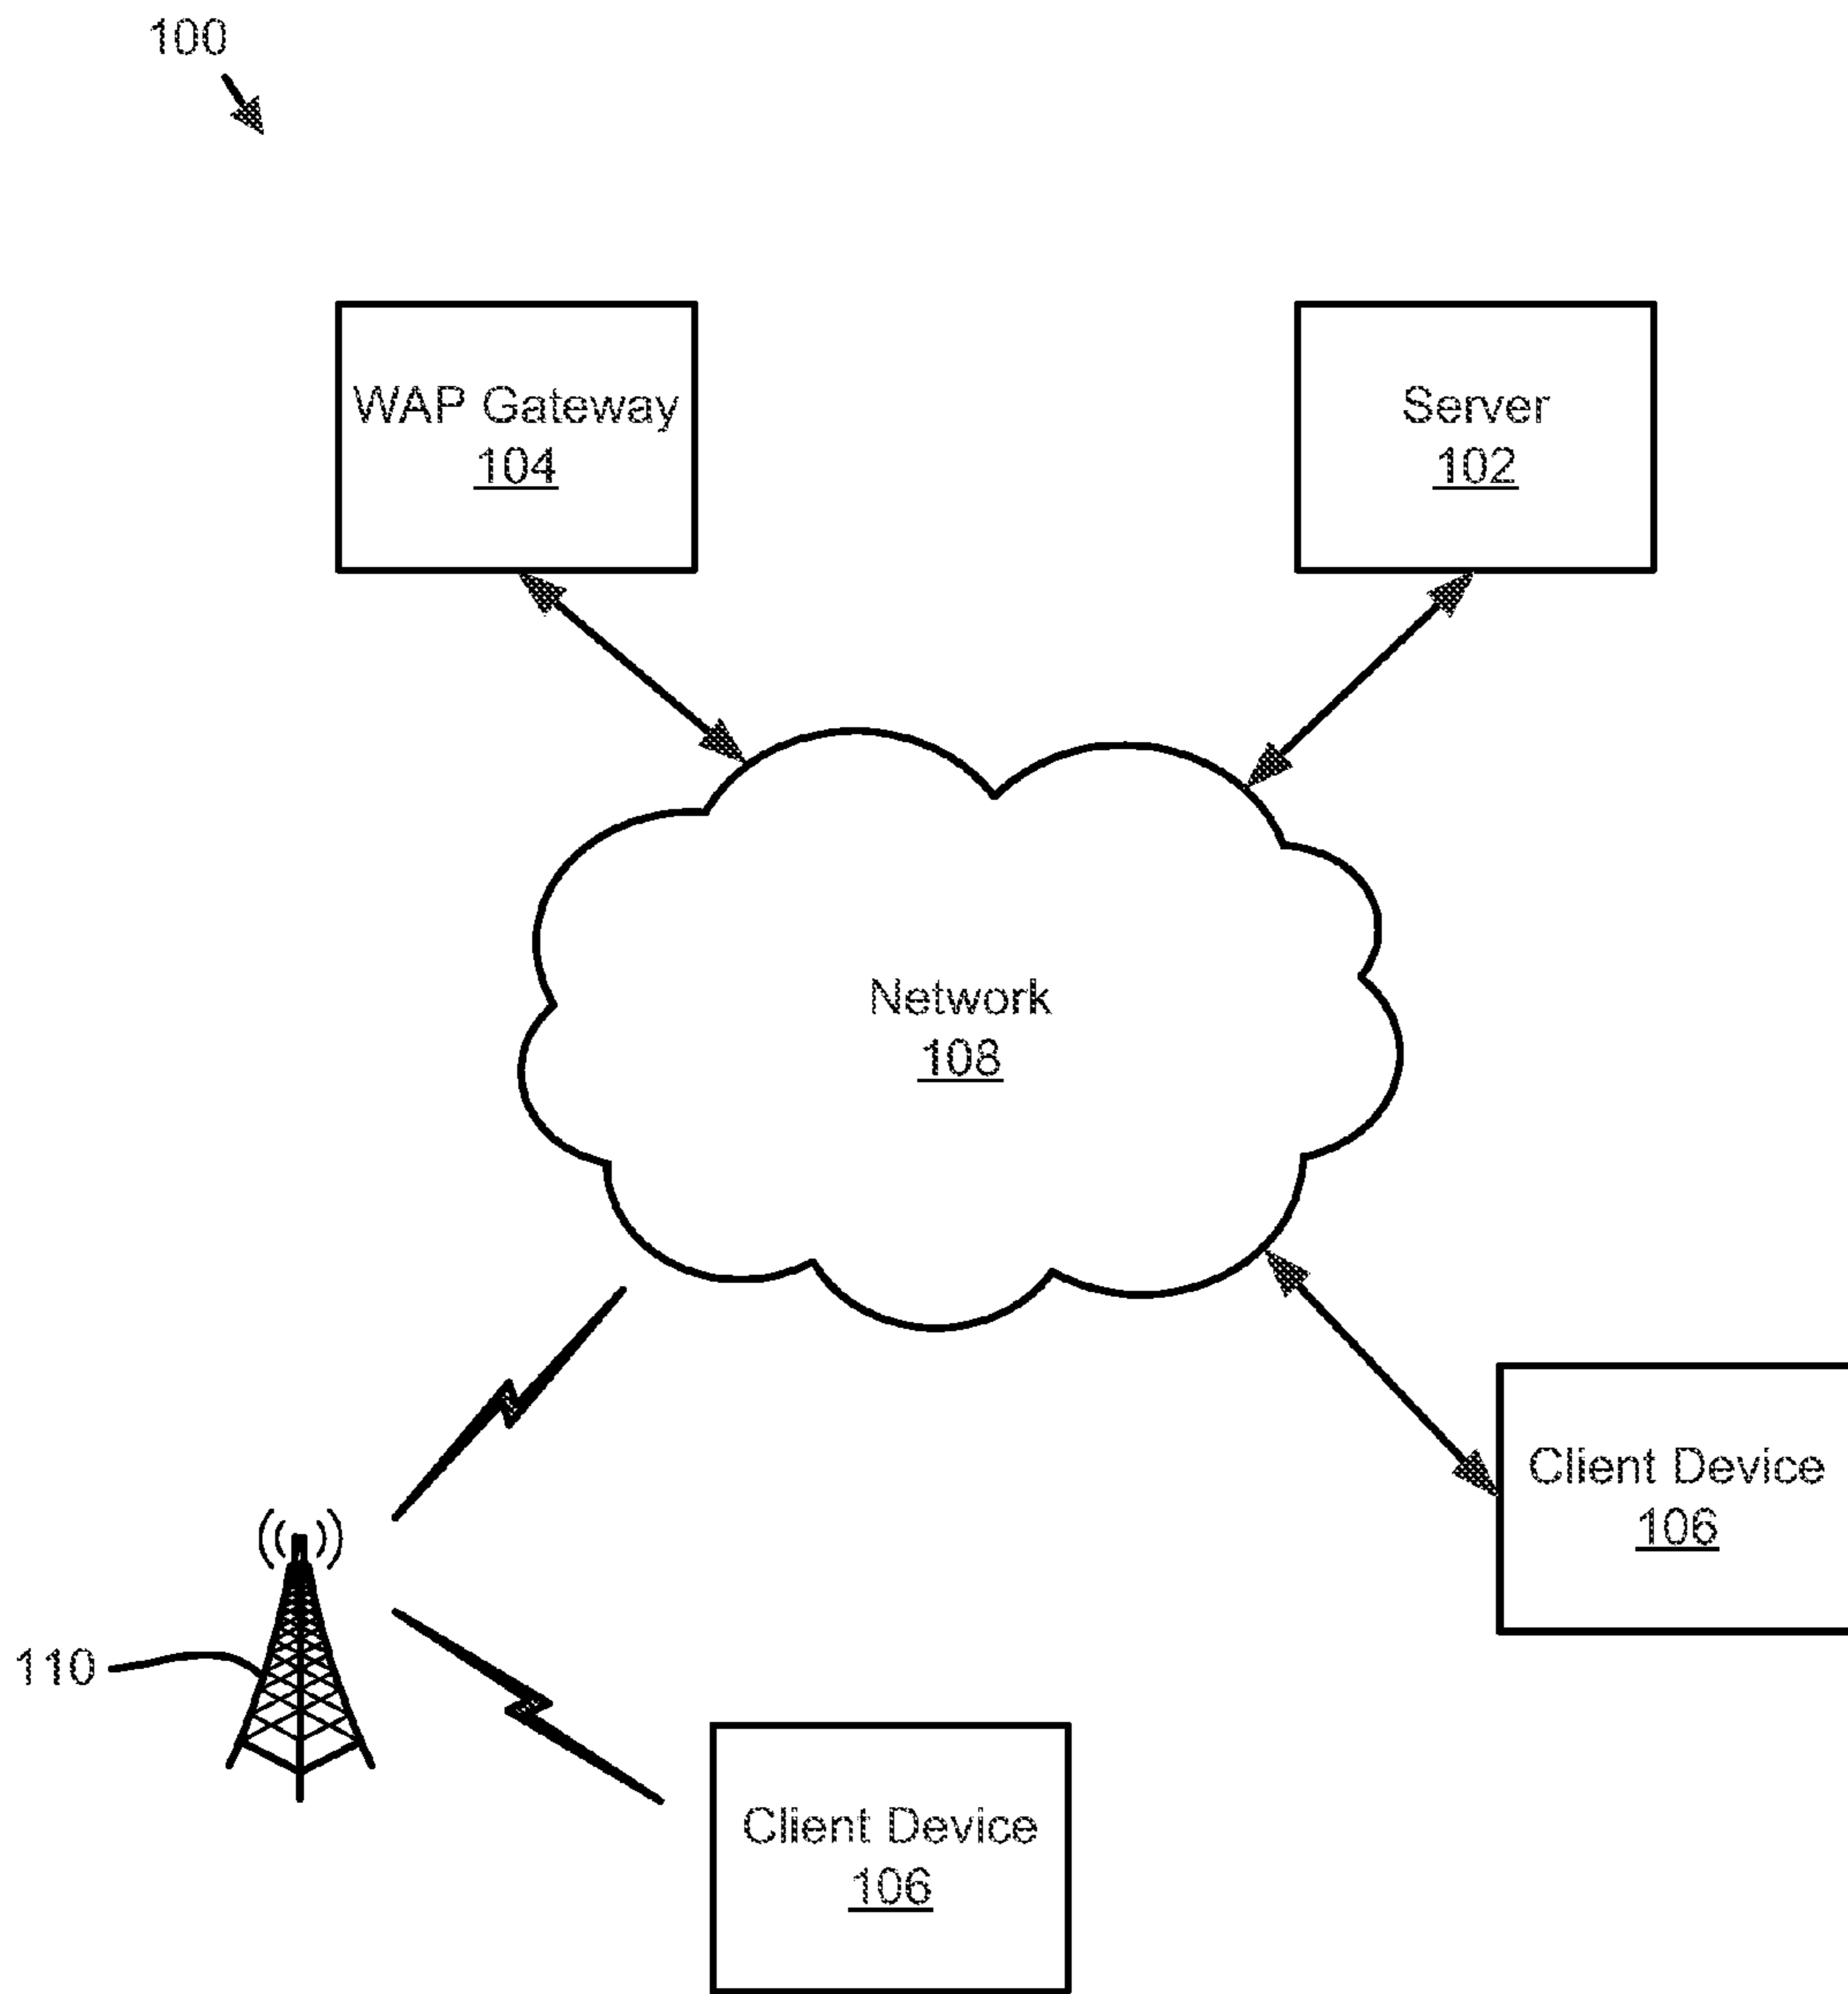 100
WAP Gateway
104
Server
102
Network
108
Client Device
106
110
Client Device
106